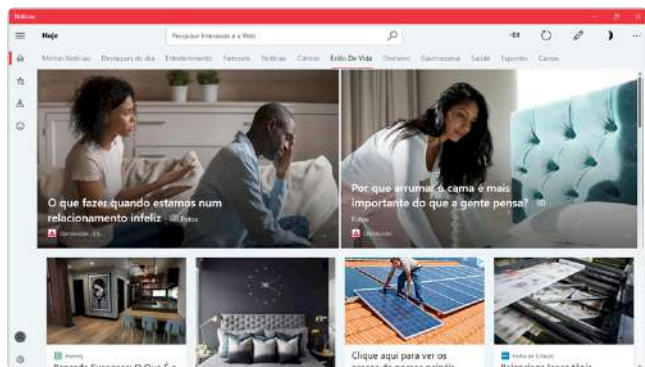 Notícias
Hoje
Pesquisar Interesses e a Web
Minhas Notícias Destaques do dia Entretenimento Famosos Notícias Ciência Estilo De Vida Dinheiro Gastronomia Saúde Esportes Carros
O que fazer quando estamos num
relacionamento infeliz Fotos
Por que arrumar a cama é mais
importante do que a gente pensa?
Fotos
Clique aqui para ver os